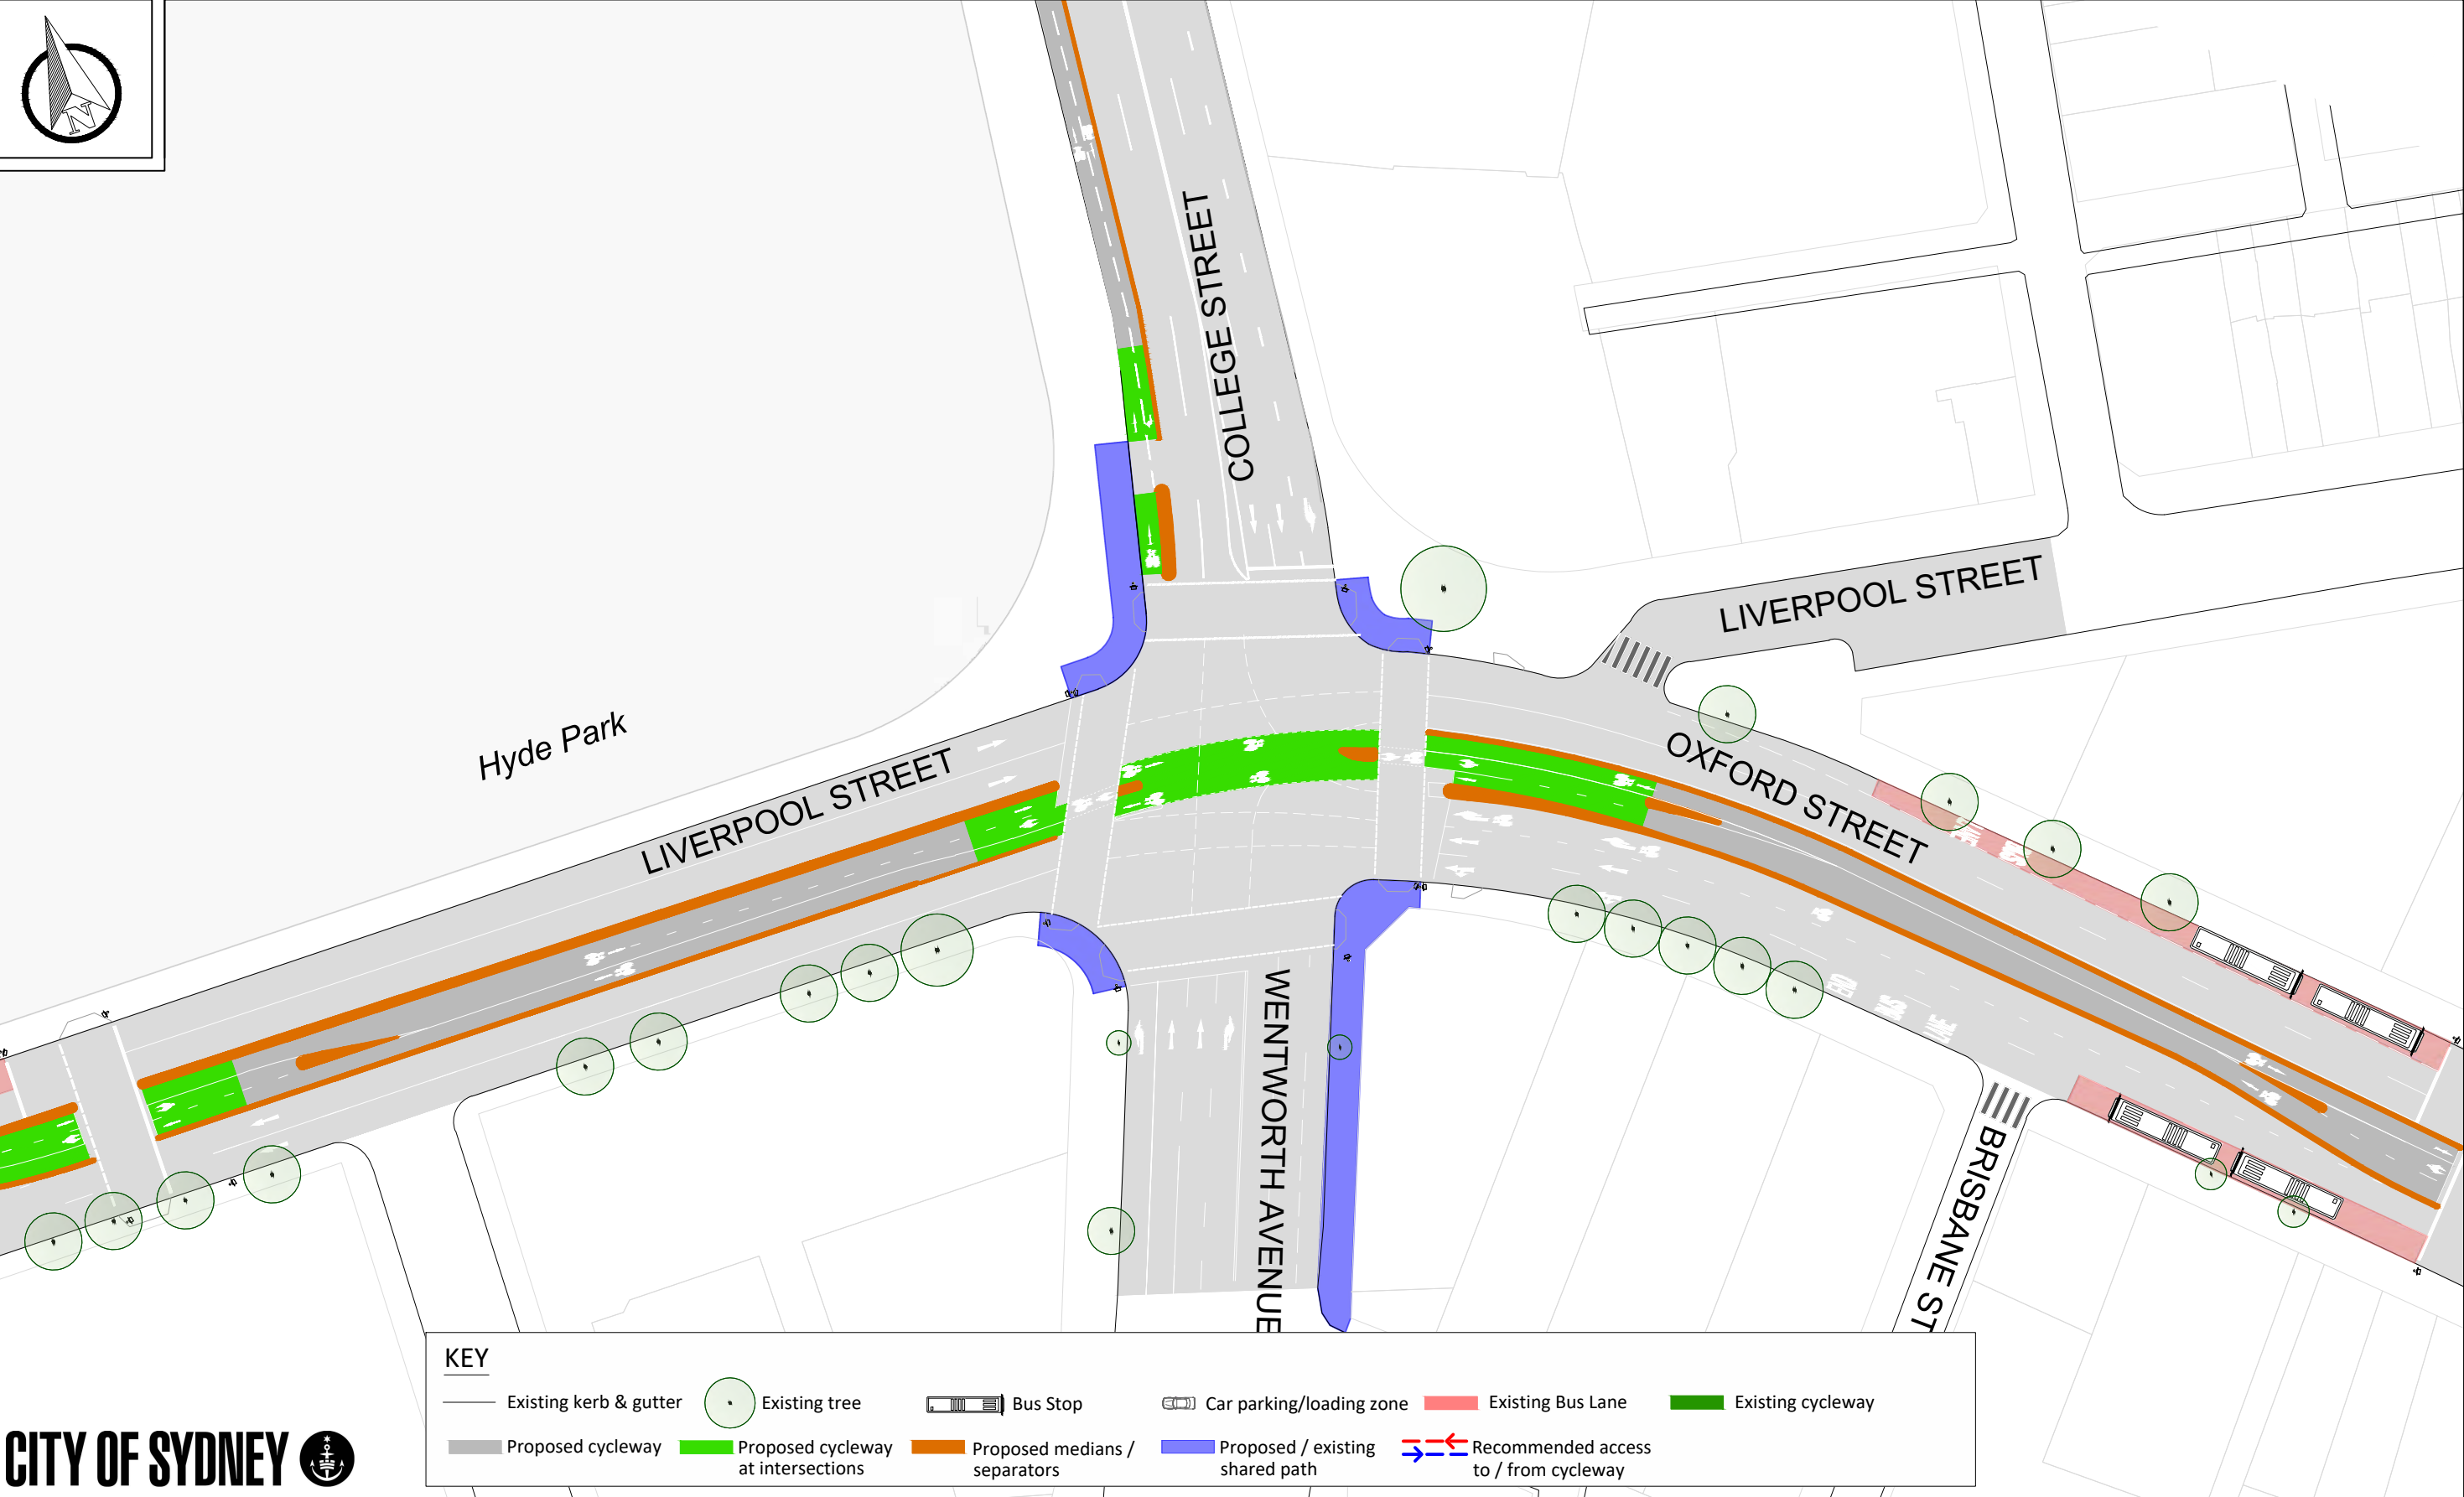 N
COLLEGE STREET
LIVERPOOL STREET
Hyde Park
LIVERPOOL STREET
OXFORD STREET
WENTWORTH AVENUE
BRISBANE ST
KEY
Existing kerb & gutter
Existing tree
Bus Stop
Car parking/loading zone
Existing Bus Lane
Existing cycleway
Proposed cycleway
Proposed cycleway
at intersections
Proposed medians /
separators
Proposed / existing
shared path
Recommended access
to / from cycleway
CITY OF SYDNEY